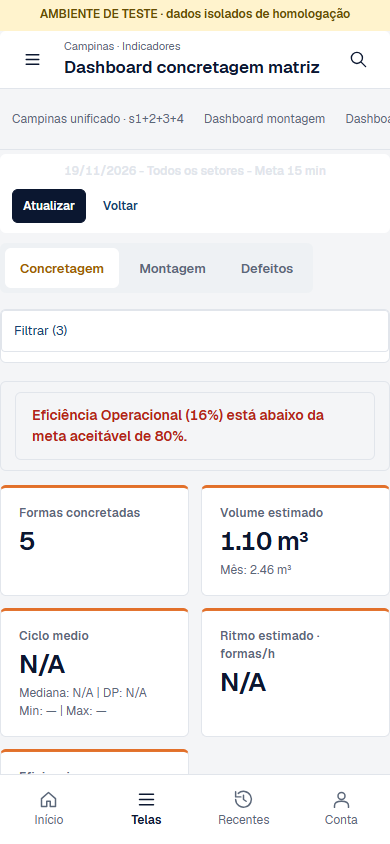 AMBIENTE DE TESTE · dados isolados de homologação
Campinas · Indicadores
Dashboard concretagem matriz
Campinas unificado · s1+2+3+4 Dashboard montagem Dashboa
19/11/2026 - Todos os setores - Meta 15 min
Atualizar Voltar
Concretagem Montagem Defeitos
Filtrar (3)
Eficiência Operacional (16%) está abaixo da
meta aceitável de 80%.
Formas concretadas
5
Volume estimado
1.10 m³
Mês: 2.46 m³
Ciclo medio
N/A
Mediana: N/A | DP: N/A
Min: — | Max: —
Ritmo estimado ·
formas/h
N/A
Início Telas Recentes Conta